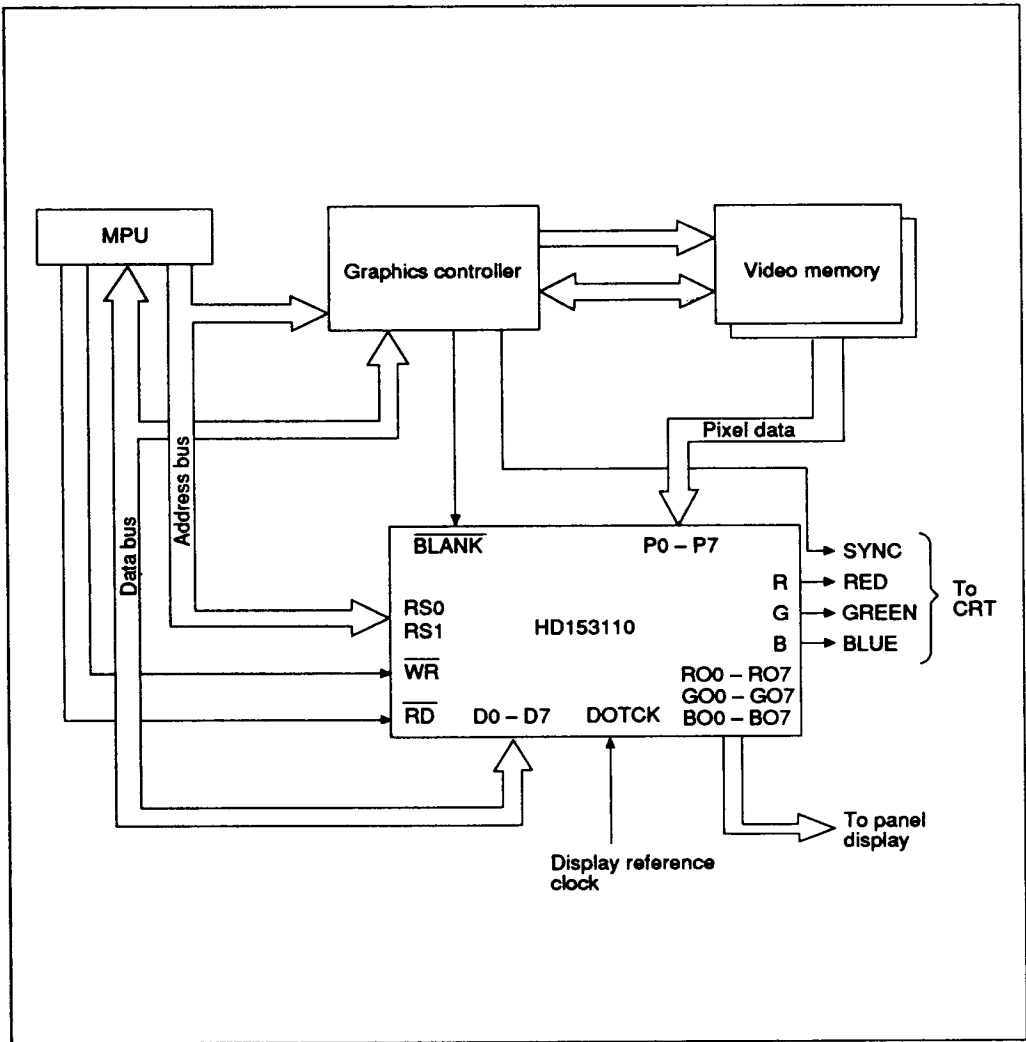 MPU
Graphics controller
Video memory
Address bus
Data bus
Pixel data
BLANK
P0 – P7
SYNC
R
RED
G
GREEN
B
BLUE
To
CRT
RS0
RS1
HD153110
WR
RD
D0 – D7
DOTCK
RO0 – RO7
GO0 – GO7
BO0 – BO7
To panel
display
Display reference
clock